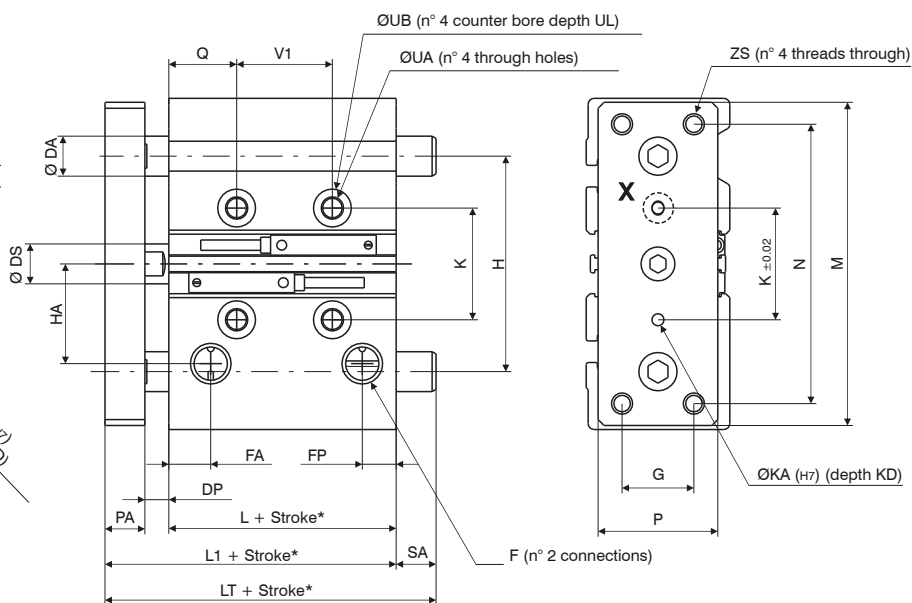 ØUB (n° 4 counter bore depth UL)
Q
V1
ØUA (n° 4 through holes)
ZS (n° 4 threads through)
Ø DA
X
Ø DS
K
H
K ±0.02
N
M
HA
FA
FP
G
ØKA (H7) (depth KD)
DP
P
PA
L + Stroke*
F (n° 2 connections)
L1 + Stroke*
SA
LT + Stroke*